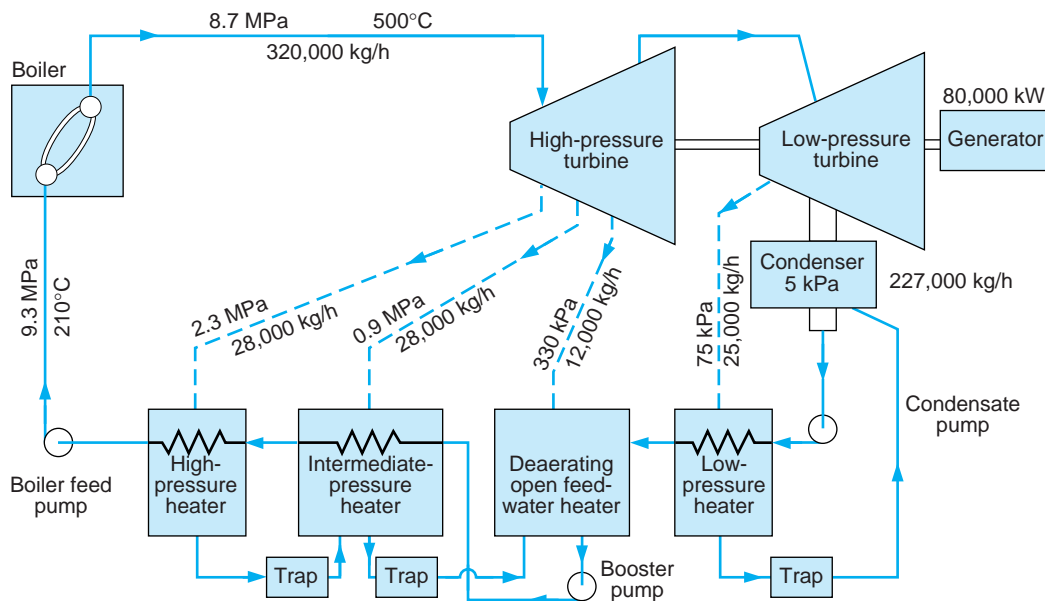 8.7 MPa 500°C
320,000 kg/h
Boiler
80,000 kW
High-pressure
turbine
Low-pressure
turbine
Generator
Condenser
5 kPa
227,000 kg/h
9.3 MPa
210°C
2.3 MPa
28,000 kg/h
0.9 MPa
28,000 kg/h
330 kPa
12,000 kg/h
75 kPa
25,000 kg/h
Condensate
pump
Boiler feed
pump
High-
pressure
heater
Intermediate-
pressure
heater
Deaerating
open feed-
water heater
Low-
pressure
heater
Trap
Trap
Booster
pump
Trap